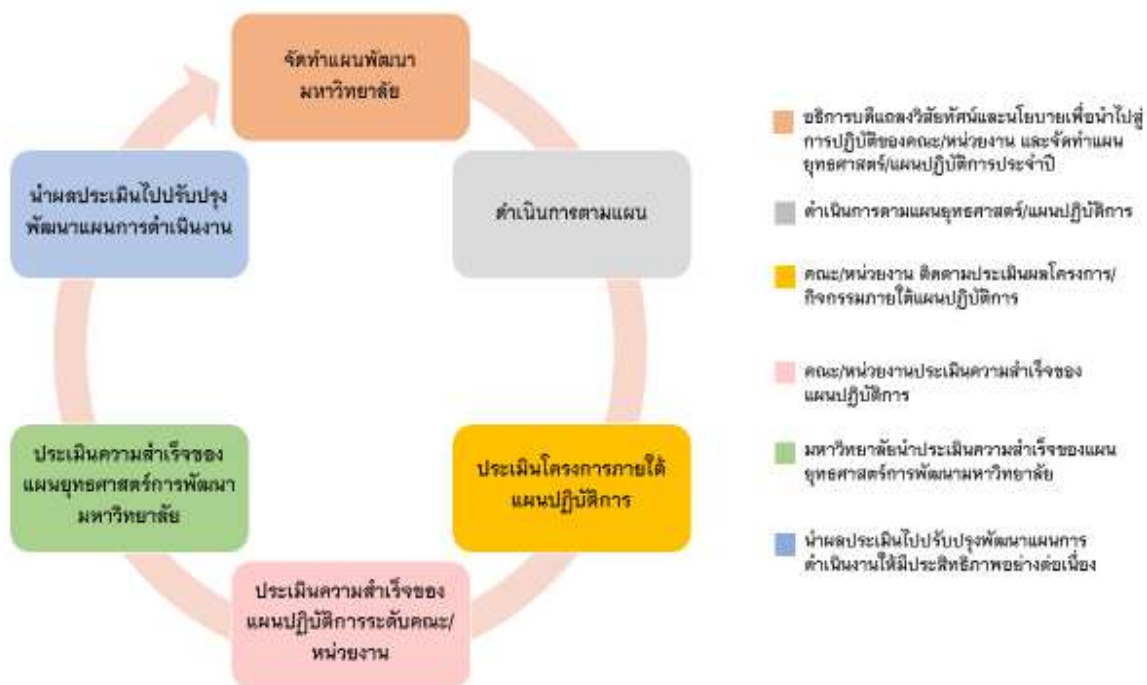 จัดทำแผนพัฒนา
มหาวิทยาลัย
ดำเนินการตามแผน
ประเมินโครงการภายใต้
แผนปฏิบัติการ
ประเมินความสำเร็จของ
แผนปฏิบัติการระดับคณะ/
หน่วยงาน
ประเมินความสำเร็จของ
แผนยุทธศาสตร์การพัฒนา
มหาวิทยาลัย
นำผลประเมินไปปรับปรุง
พัฒนาแผนการดำเนินงาน
อธิการบดีแถลงวิสัยทัศน์และนโยบายเพื่อนำไปสู่
การปฏิบัติของคณะ/หน่วยงาน และจัดทำแผน
ยุทธศาสตร์/แผนปฏิบัติการประจำปี
ดำเนินการตามแผนยุทธศาสตร์/แผนปฏิบัติการ
คณะ/หน่วยงาน ติดตามประเมินผลโครงการ/
กิจกรรมภายใต้แผนปฏิบัติการ
คณะ/หน่วยงานประเมินความสำเร็จของ
แผนปฏิบัติการ
มหาวิทยาลัยนำประเมินความสำเร็จของแผน
ยุทธศาสตร์การพัฒนามหาวิทยาลัย
นำผลประเมินไปปรับปรุงพัฒนาแผนการ
ดำเนินงานให้มีประสิทธิภาพอย่างต่อเนื่อง